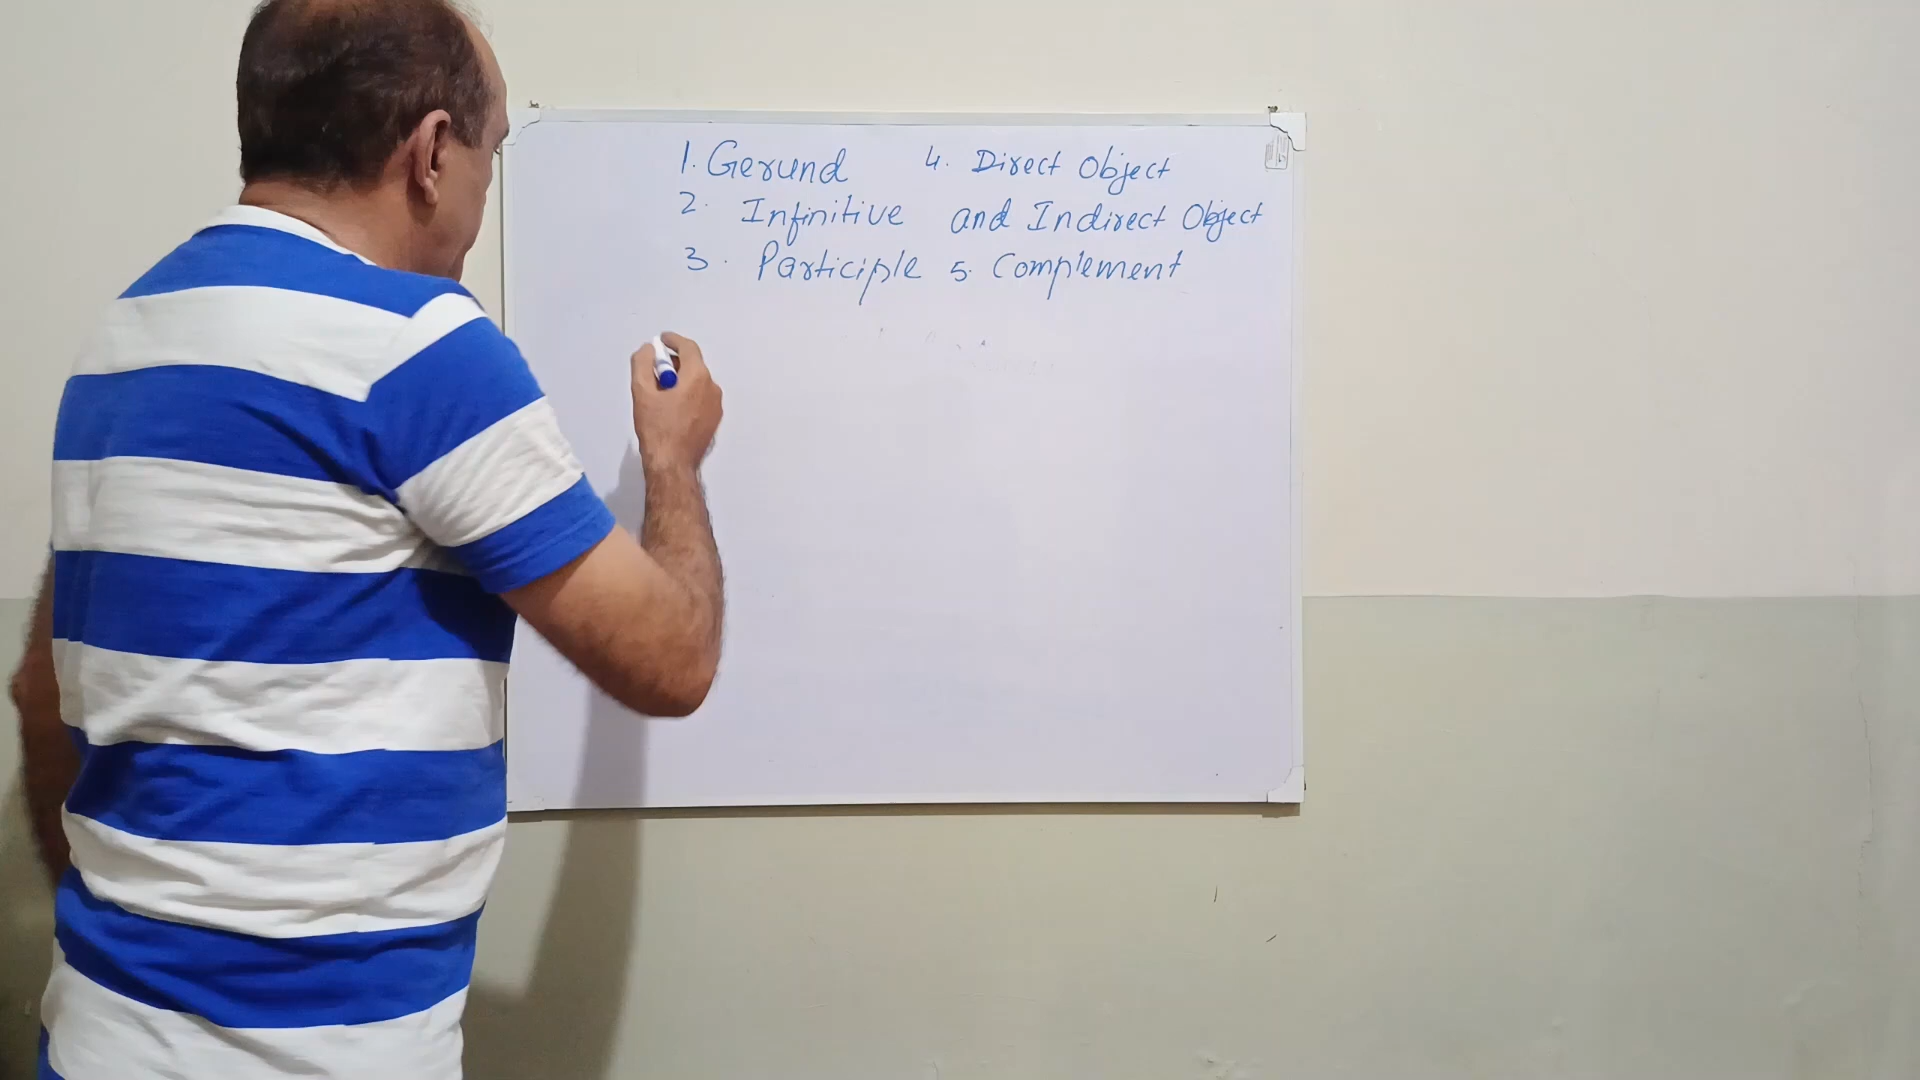 1. Gerund 4. Direct Object
2. Infinitive and Indirect Object
3. Participle 5. Complement